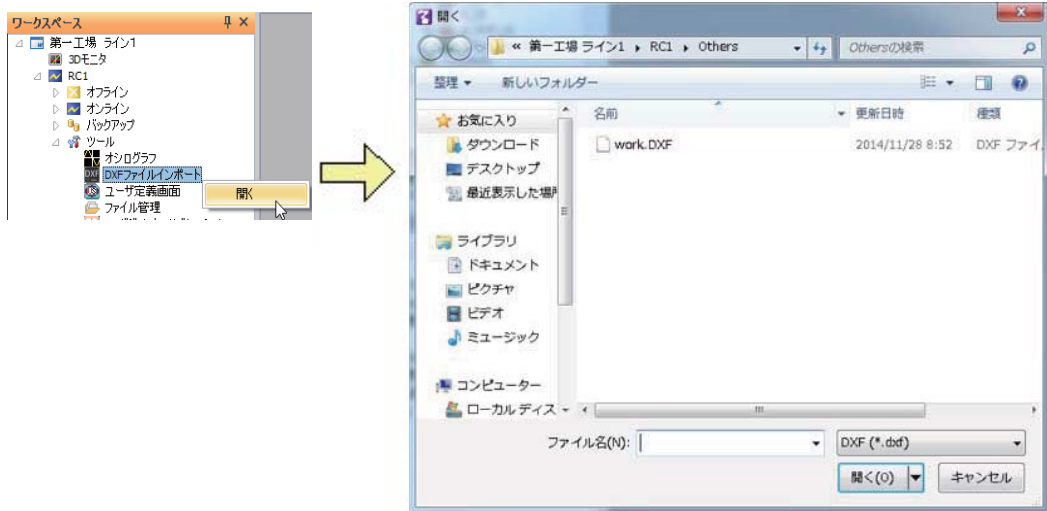 ワークスペース
第一工場 ライン1
3Dモニタ
RC1
オフライン
オンライン
バックアップ
ツール
オシログラフ
DXFファイルインポート
開く
ユーザ定義画面
ファイル管理
開く
« 第一工場 ライン1 ▸ RC1 ▸ Others
Othersの検索
整理 ▼ 新しいフォルダー
お気に入り
ダウンロード
デスクトップ
最近表示した場所
ライブラリ
ドキュメント
ピクチャ
ビデオ
ミュージック
コンピューター
ローカル ディス
名前 更新日時 種類
work.DXF 2014/11/28 8:52 DXF ファイ
ファイル名(N): DXF (*.dxf)
開く(O) キャンセル